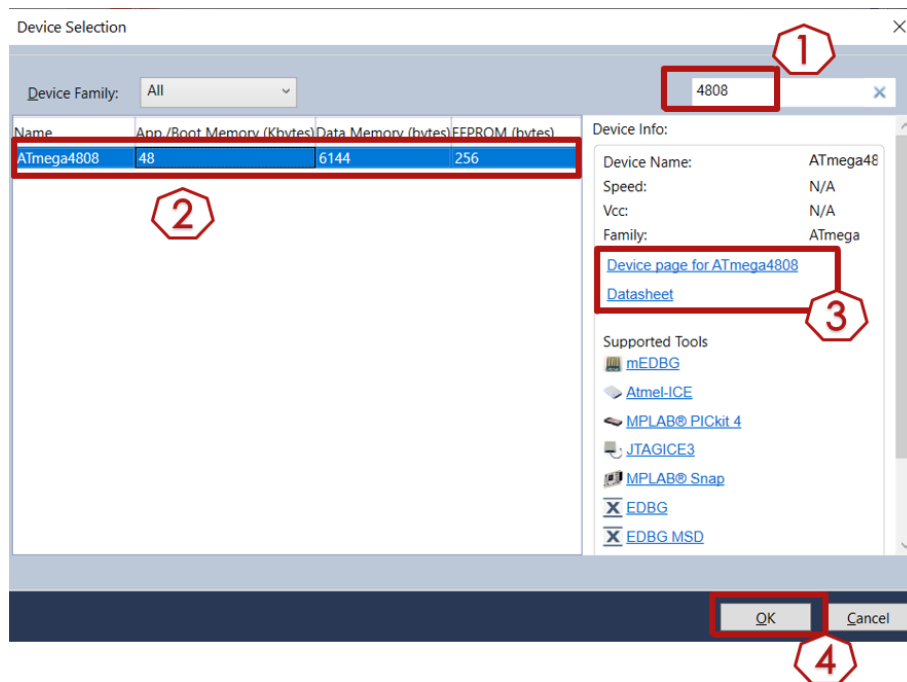 Device Selection
1
Device Family: All 4808
Name App./Boot Memory (Kbytes) Data Memory (bytes) EEPROM (bytes)
ATmega4808 48 6144 256
2
Device Info:
Device Name: ATmega48
Speed: N/A
Vcc: N/A
Family: ATmega
Device page for ATmega4808
Datasheet
3
Supported Tools
mEDBG
Atmel-ICE
MPLAB® PICkit 4
JTAGICE3
MPLAB® Snap
EDBG
EDBG MSD
OK Cancel
4